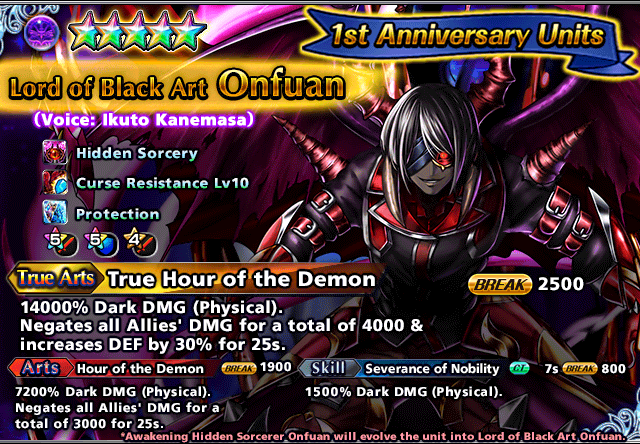 1st Anniversary Units
Lord of Black Art Onfuan
(Voice: Ikuto Kanemasa)
Hidden Sorcery
Curse Resistance Lv10
Protection
5 5 4
True Arts True Hour of the Demon BREAK 2500
14000% Dark DMG (Physical).
Negates all Allies' DMG for a total of 4000 &
increases DEF by 30% for 25s.
Arts Hour of the Demon BREAK 1900
7200% Dark DMG (Physical).
Negates all Allies' DMG for a
total of 3000 for 25s.
Skill Severance of Nobility CT 7s BREAK 800
1500% Dark DMG (Physical).
*Awakening Hidden Sorcerer Onfuan will evolve the unit into Lord of Black Art Onfuan